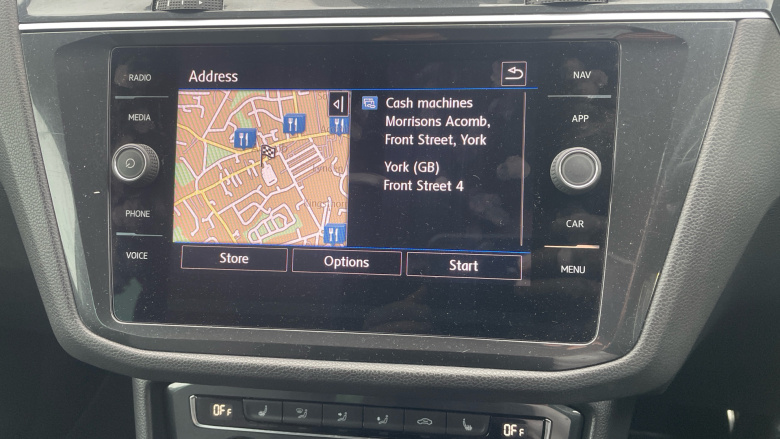 RADIO
MEDIA
PHONE
VOICE
Address
Cash machines
Morrisons Acomb,
Front Street, York
York (GB)
Front Street 4
Store
Options
Start
NAV
APP
CAR
MENU
OFF
OFF